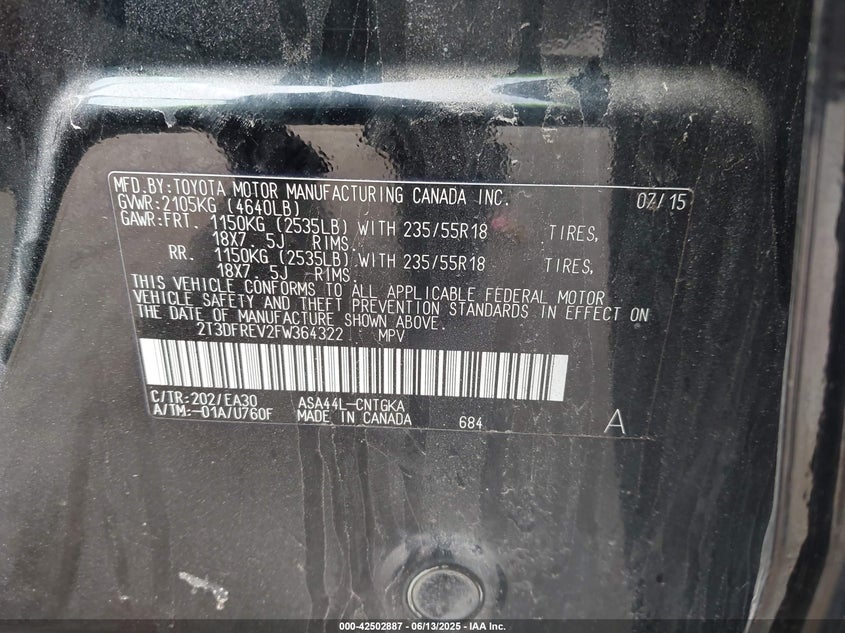 MFD.BY:TOYOTA MOTOR MANUFACTURING CANADA INC. 07/15
GVWR:2105KG (4640LB)
GAWR:FRT. 1150KG (2535LB) WITH 235/55R18 TIRES,
18X7. 5J RIMS.
RR. 1150KG (2535LB) WITH 235/55R18 TIRES,
18X7. 5J RIMS.
THIS VEHICLE CONFORMS TO ALL APPLICABLE FEDERAL MOTOR
VEHICLE SAFETY AND THEFT PREVENTION STANDARDS IN EFFECT ON
THE DATE OF MANUFACTURE SHOWN ABOVE.
2T3DFREV2FW364322 MPV
C/TR:202/EA30 ASA44L-CNTGKA
A/TM:-01A/U760F MADE IN CANADA 684 A
000-42502887 - 06/13/2025 - IAA Inc.